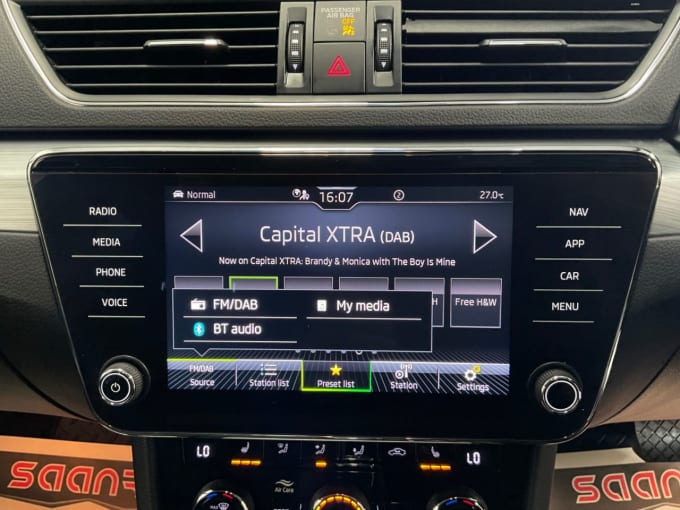 PASSENGER
AIR BAG
OFF
Normal
16:07
2
27.0°C
RADIO
MEDIA
PHONE
VOICE
NAV
APP
CAR
MENU
Capital XTRA (DAB)
Now on Capital XTRA: Brandy & Monica with The Boy Is Mine
H
Free H&W
FM/DAB
My media
BT audio
FM/DAB
Source
Station list
Preset list
Station
Settings
LO
LO
Air Care
MAX
saan
saan